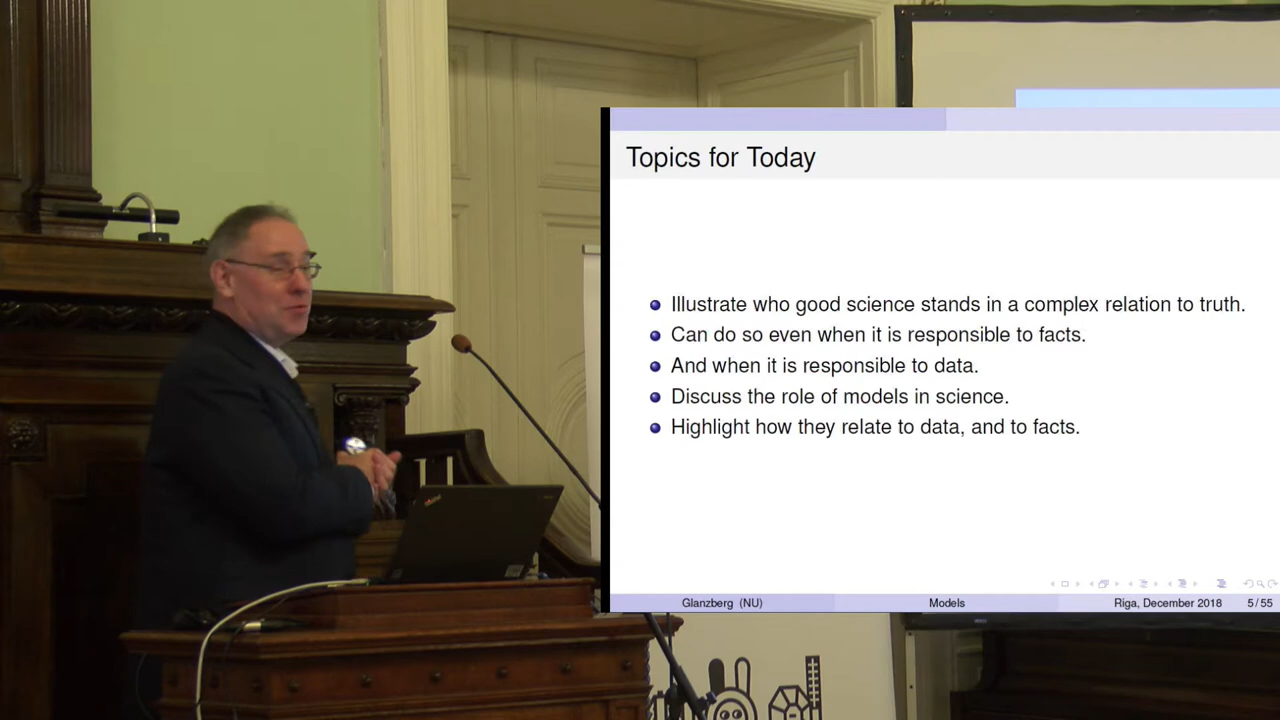 Topics for Today
Illustrate who good science stands in a complex relation to truth.
Can do so even when it is responsible to facts.
And when it is responsible to data.
Discuss the role of models in science.
Highlight how they relate to data, and to facts.
Glanzberg (NU) Models Riga, December 2018 5/55